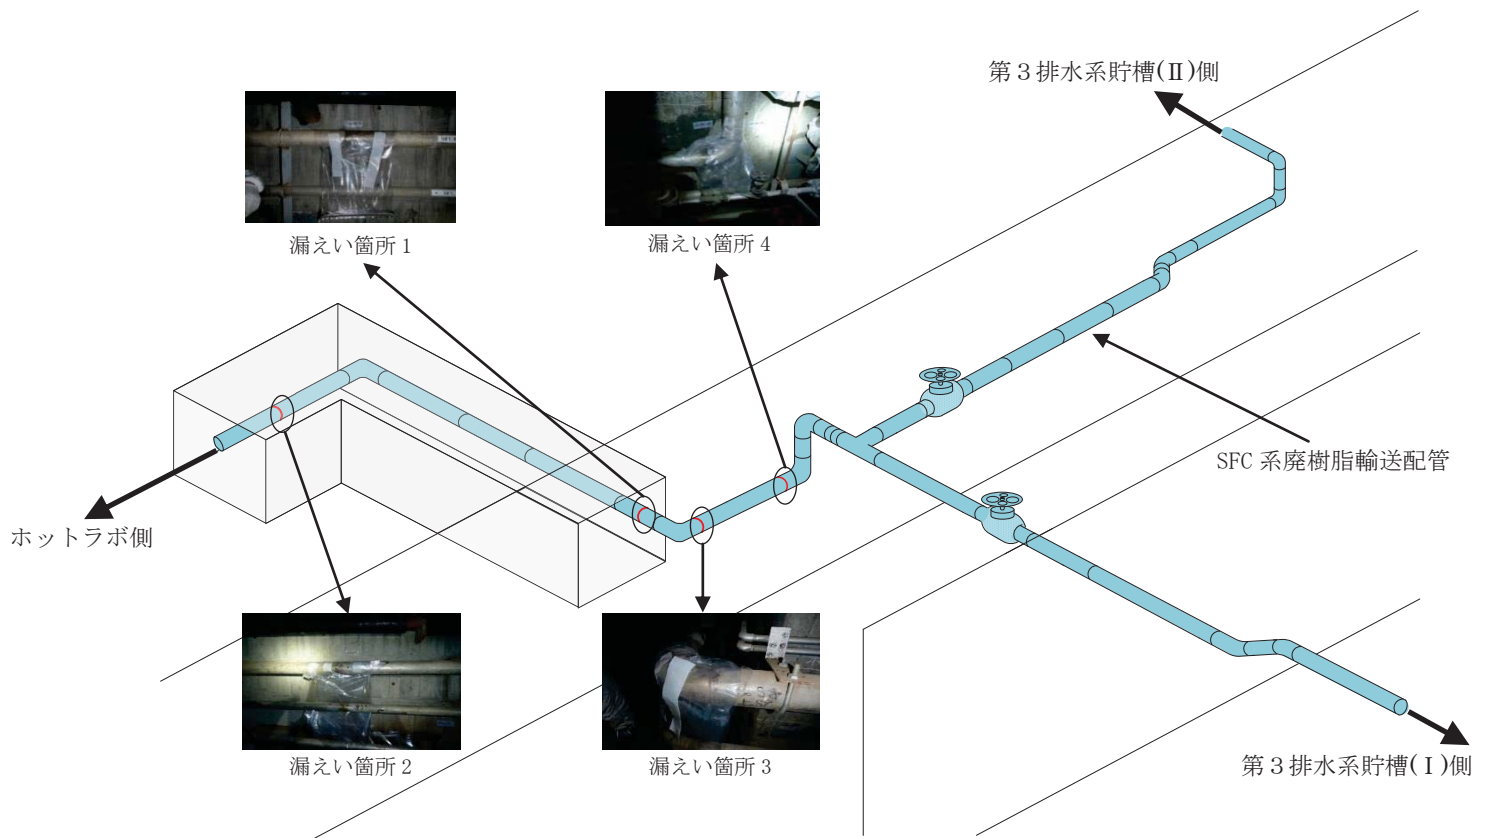 第３排水系貯槽(Ⅱ)側
漏えい箇所 1
漏えい箇所 4
SFC 系廃樹脂輸送配管
ホットラボ側
漏えい箇所 2
漏えい箇所 3
第３排水系貯槽(Ⅰ)側